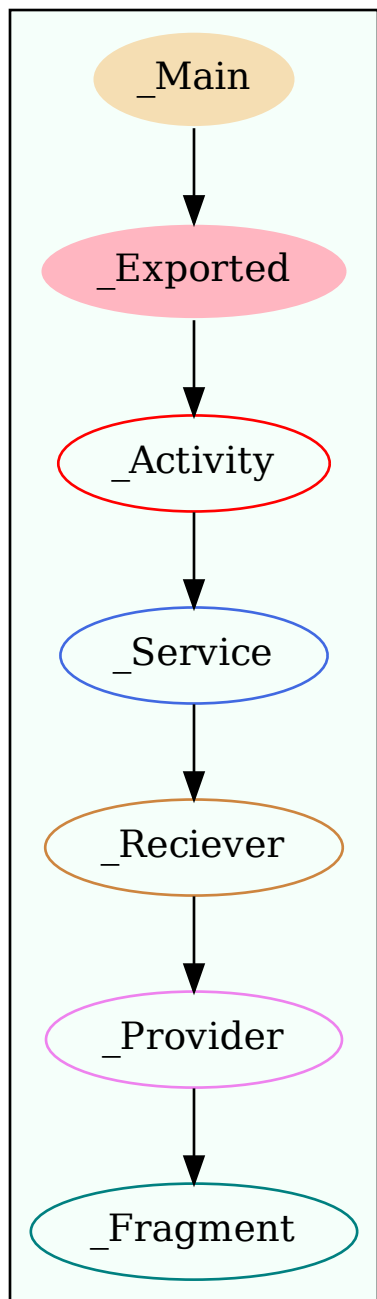 _Main
_Exported
_Activity
_Service
_Reciever
_Provider
_Fragment